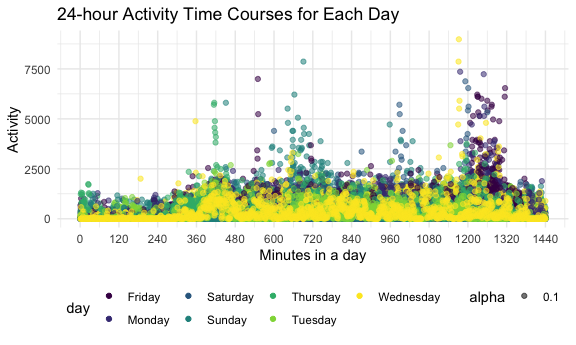 24-hour Activity Time Courses for Each Day
Activity
7500
5000
2500
0
0 120 240 360 480 600 720 840 960 1080 1200 1320 1440
Minutes in a day
day
Friday Saturday Thursday Wednesday
Monday Sunday Tuesday
alpha
0.1